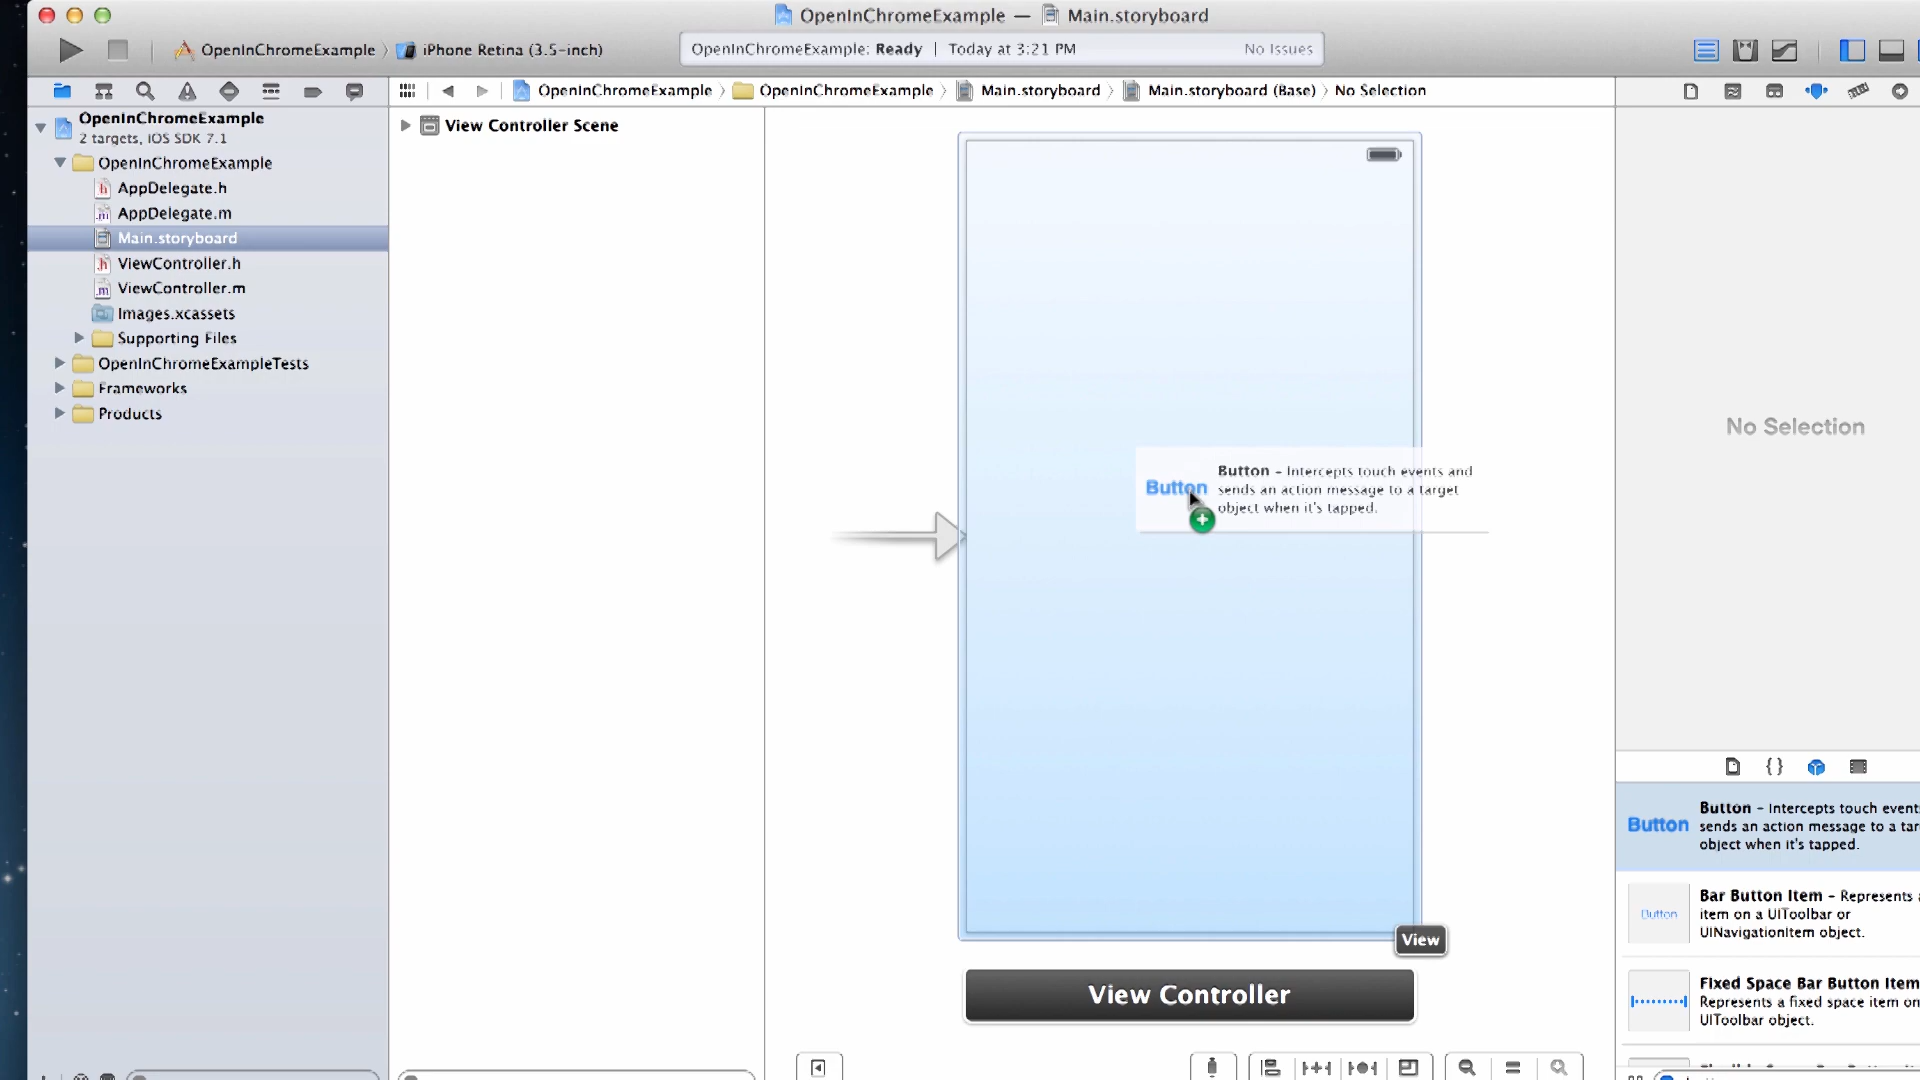 OpenInChromeExample — Main.storyboard
OpenInChromeExample 〉 iPhone Retina (3.5-inch)
OpenInChromeExample: Ready | Today at 3:21 PM
No Issues
OpenInChromeExample 〉 OpenInChromeExample 〉 Main.storyboard 〉 Main.storyboard (Base) 〉 No Selection
OpenInChromeExample
2 targets, iOS SDK 7.1
OpenInChromeExample
AppDelegate.h
AppDelegate.m
Main.storyboard
ViewController.h
ViewController.m
Images.xcassets
Supporting Files
OpenInChromeExampleTests
Frameworks
Products
View Controller Scene
Button
Button – Intercepts touch events and
sends an action message to a target
object when it's tapped.
View
View Controller
No Selection
Button
Button – Intercepts touch events
sends an action message to a tar
object when it's tapped.
Button
Bar Button Item – Represents a
item on a UIToolbar or
UINavigationItem object.
Fixed Space Bar Button Item
Represents a fixed space item on
UIToolbar object.